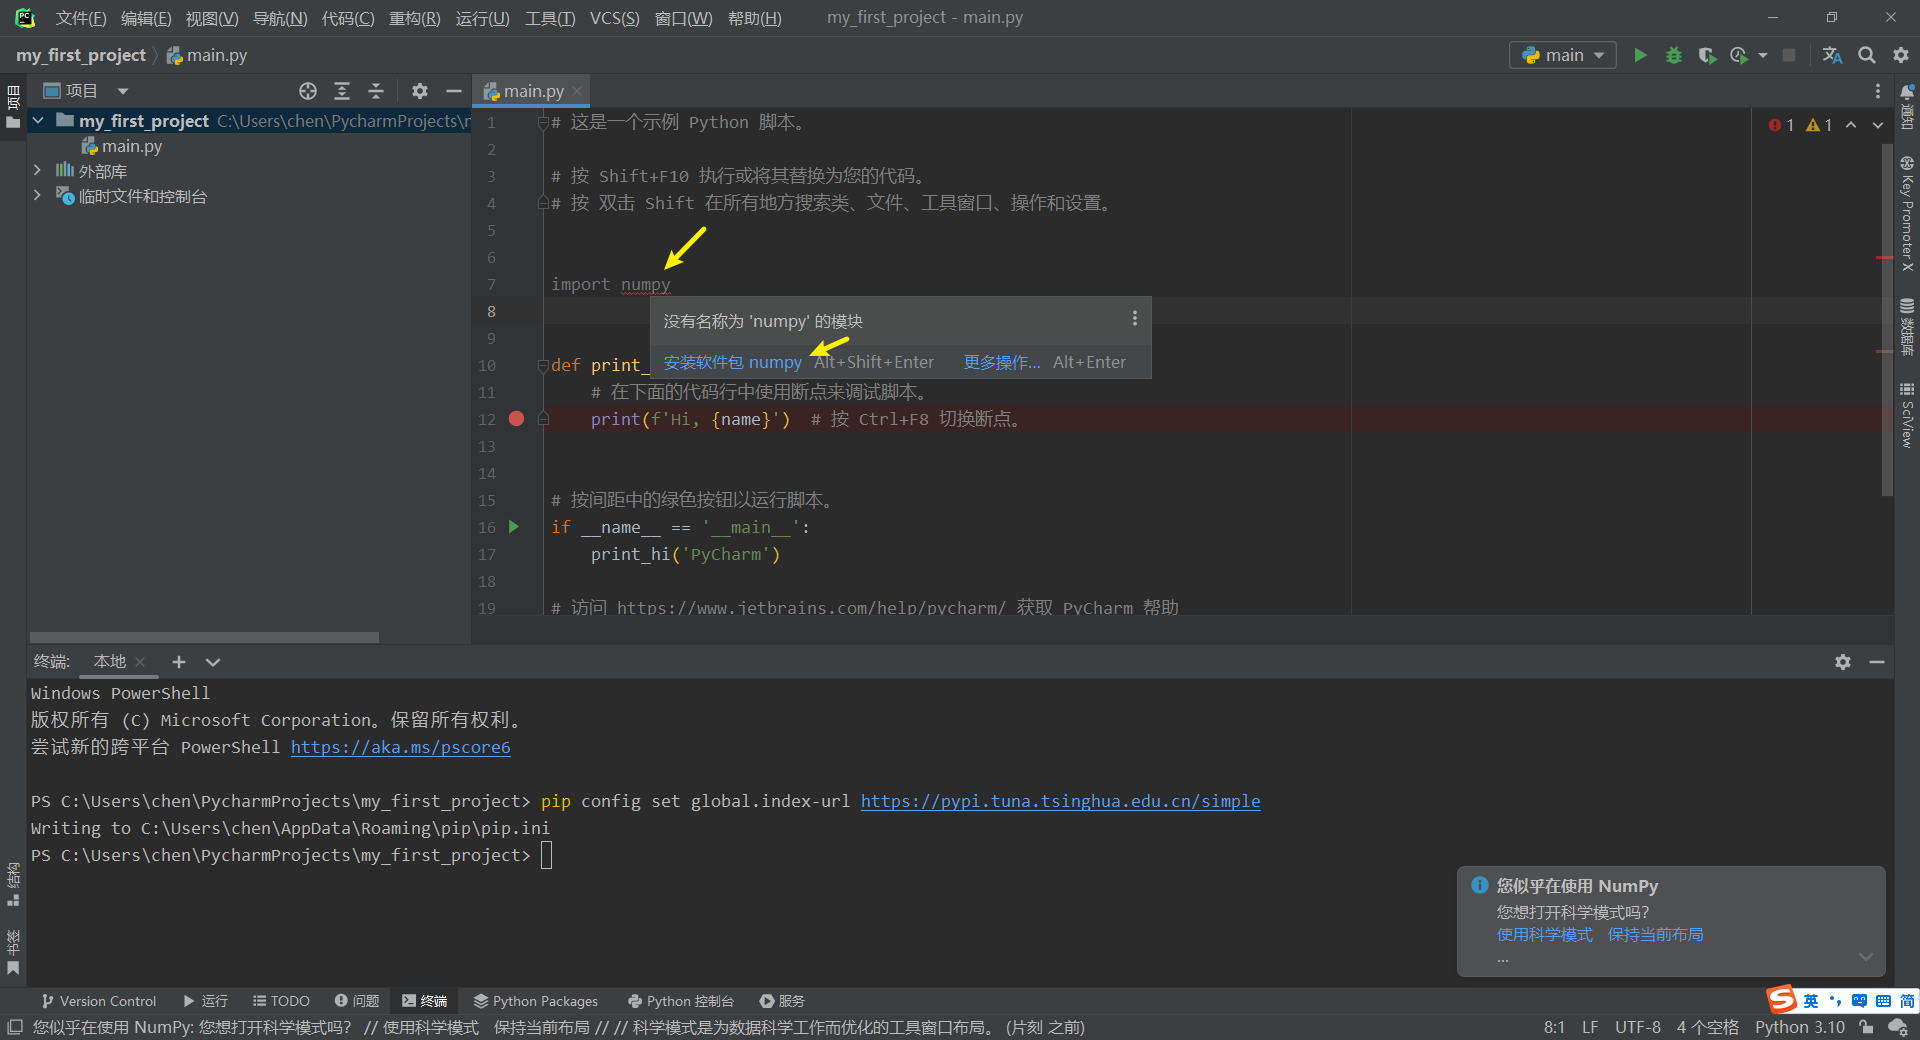 文件(F) 编辑(E) 视图(V) 导航(N) 代码(C) 重构(R) 运行(U) 工具(T) VCS(S) 窗口(W) 帮助(H) my_first_project - main.py
my_first_project main.py
main
项目
项目
main.py
my_first_project C:\Users\chen\PycharmProjects\
main.py
外部库
临时文件和控制台
1 # 这是一个示例 Python 脚本。
1 1
2
3 # 按 Shift+F10 执行或将其替换为您的代码。
4 # 按 双击 Shift 在所有地方搜索类、文件、工具窗口、操作和设置。
5
6
7 import numpy
8
没有名称为 'numpy' 的模块
安装软件包 numpy Alt+Shift+Enter 更多操作... Alt+Enter
9
10 def print_
11 # 在下面的代码行中使用断点来调试脚本。
12 print(f'Hi, {name}') # 按 Ctrl+F8 切换断点。
13
14
15 # 按间距中的绿色按钮以运行脚本。
16 if __name__ == '__main__':
17 print_hi('PyCharm')
18
19 # 访问 https://www.jetbrains.com/help/pycharm/ 获取 PyCharm 帮助
通知
Key Promoter X
数据库
SciView
终端: 本地
Windows PowerShell
版权所有 (C) Microsoft Corporation。保留所有权利。
尝试新的跨平台 PowerShell https://aka.ms/pscore6
PS C:\Users\chen\PycharmProjects\my_first_project> pip config set global.index-url https://pypi.tuna.tsinghua.edu.cn/simple
Writing to C:\Users\chen\AppData\Roaming\pip\pip.ini
PS C:\Users\chen\PycharmProjects\my_first_project>
结构
书签
您似乎在使用 NumPy
您想打开科学模式吗?
使用科学模式 保持当前布局
...
Version Control 运行 TODO 问题 终端 Python Packages Python 控制台 服务
英 简
您似乎在使用 NumPy: 您想打开科学模式吗? // 使用科学模式 保持当前布局 // // 科学模式是为数据科学工作而优化的工具窗口布局。 (片刻 之前)
8:1 LF UTF-8 4 个空格 Python 3.10